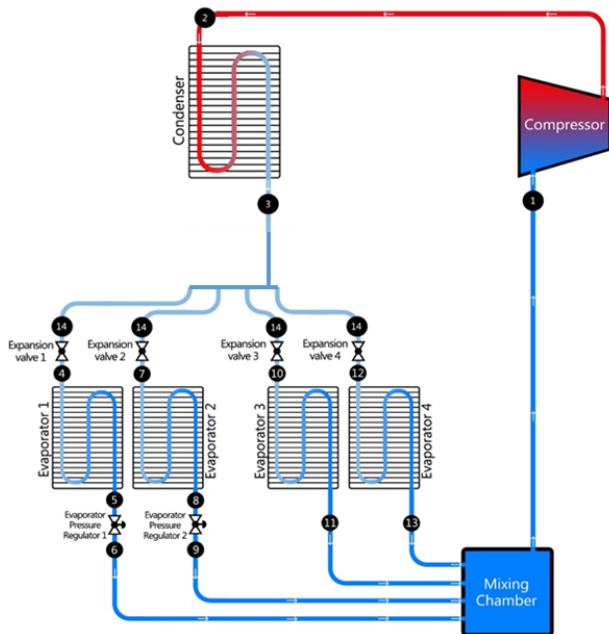 2
Condenser
Compressor
3
1
14
14
14
14
Expansion
valve 1
Expansion
valve 2
Expansion
valve 3
Expansion
valve 4
4
7
10
12
Evaporator 1
Evaporator 2
Evaporator 3
Evaporator 4
5
8
Evaporator
Pressure
Regulator 1
Evaporator
Pressure
Regulator 2
11
13
6
9
Mixing
Chamber